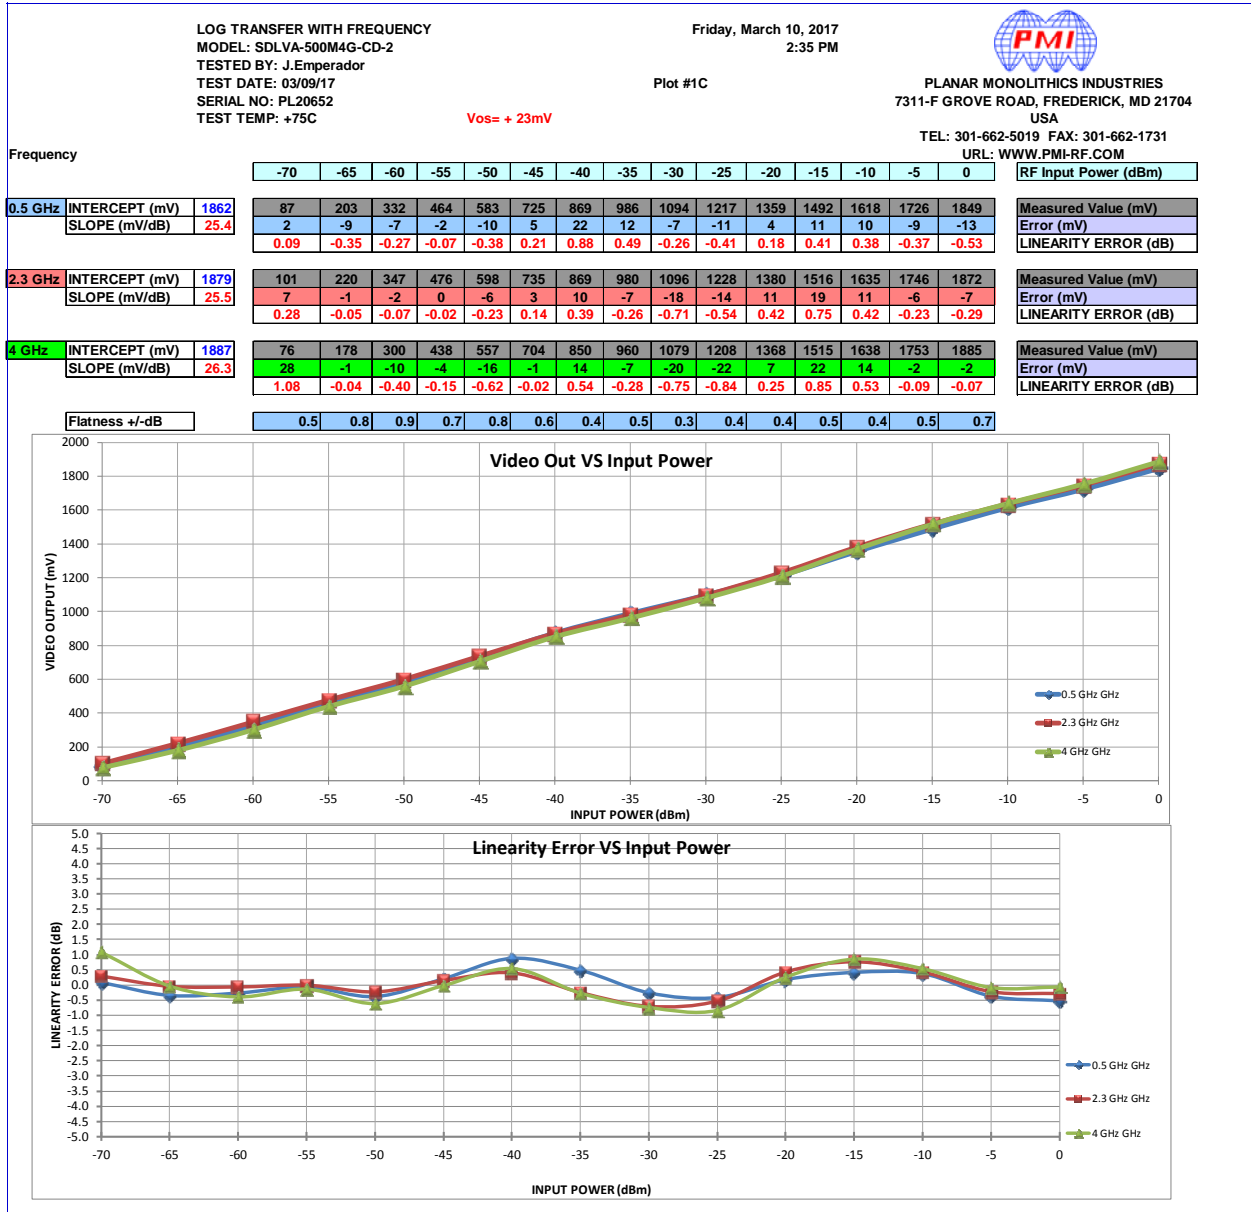 LOG TRANSFER WITH FREQUENCY
MODEL: SDLVA-500M4G-CD-2
TESTED BY: J.Emperador
TEST DATE: 03/09/17
SERIAL NO: PL20652
TEST TEMP: +75C
Vos= + 23mV
Friday, March 10, 2017
2:35 PM
Plot #1C
PMI
PLANAR MONOLITHICS INDUSTRIES
7311-F GROVE ROAD, FREDERICK, MD 21704
USA
TEL: 301-662-5019 FAX: 301-662-1731
URL: WWW.PMI-RF.COM
Frequency
-70 -65 -60 -55 -50 -45 -40 -35 -30 -25 -20 -15 -10 -5 0 RF Input Power (dBm)
0.5 GHz INTERCEPT (mV) 1862 87 203 332 464 583 725 869 986 1094 1217 1359 1492 1618 1726 1849 Measured Value (mV)
SLOPE (mV/dB) 25.4 2 -9 -7 -2 -10 5 22 12 -7 -11 4 11 10 -9 -13 Error (mV)
0.09 -0.35 -0.27 -0.07 -0.38 0.21 0.88 0.49 -0.26 -0.41 0.18 0.41 0.38 -0.37 -0.53 LINEARITY ERROR (dB)
2.3 GHz INTERCEPT (mV) 1879 101 220 347 476 598 735 869 980 1096 1228 1380 1516 1635 1746 1872 Measured Value (mV)
SLOPE (mV/dB) 25.5 7 -1 -2 0 -6 3 10 -7 -18 -14 11 19 11 -6 -7 Error (mV)
0.28 -0.05 -0.07 -0.02 -0.23 0.14 0.39 -0.26 -0.71 -0.54 0.42 0.75 0.42 -0.23 -0.29 LINEARITY ERROR (dB)
4 GHz INTERCEPT (mV) 1887 76 178 300 438 557 704 850 960 1079 1208 1368 1515 1638 1753 1885 Measured Value (mV)
SLOPE (mV/dB) 26.3 28 -1 -10 -4 -16 -1 14 -7 -20 -22 7 22 14 -2 -2 Error (mV)
1.08 -0.04 -0.40 -0.15 -0.62 -0.02 0.54 -0.28 -0.75 -0.84 0.25 0.85 0.53 -0.09 -0.07 LINEARITY ERROR (dB)
Flatness +/-dB 0.5 0.8 0.9 0.7 0.8 0.6 0.4 0.5 0.3 0.4 0.4 0.5 0.4 0.5 0.7
Video Out VS Input Power
VIDEO OUTPUT (mV)
2000
1800
1600
1400
1200
1000
800
600
400
200
0
0.5 GHz GHz
2.3 GHz GHz
4 GHz GHz
-70 -65 -60 -55 -50 -45 -40 -35 -30 -25 -20 -15 -10 -5 0
INPUT POWER (dBm)
Linearity Error VS Input Power
LINEARITY ERROR (dB)
5.0
4.5
4.0
3.5
3.0
2.5
2.0
1.5
1.0
0.5
0.0
-0.5
-1.0
-1.5
-2.0
-2.5
-3.0
-3.5
-4.0
-4.5
-5.0
0.5 GHz GHz
2.3 GHz GHz
4 GHz GHz
-70 -65 -60 -55 -50 -45 -40 -35 -30 -25 -20 -15 -10 -5 0
INPUT POWER (dBm)